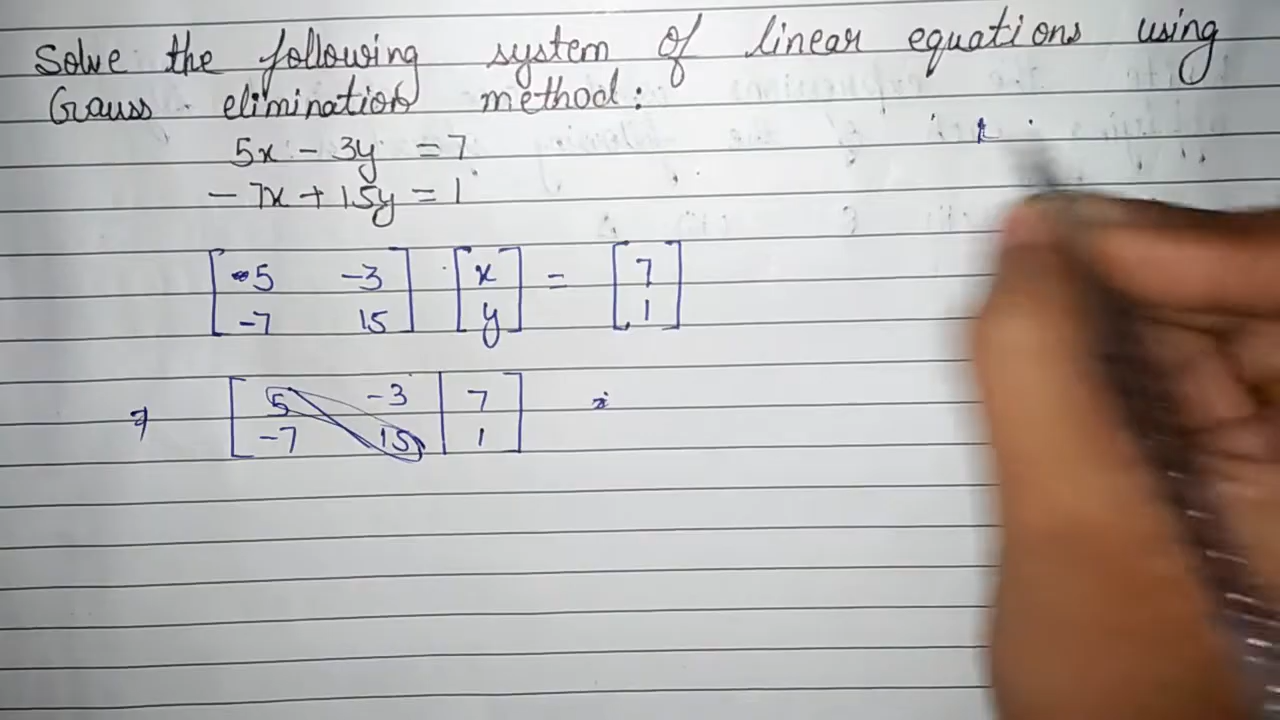 Solve the following system of linear equations using
Gauss elimination method:
5x - 3y = 7
- 7x + 15y = 1
[5 -3] [x] = [7]
[-7 15] [y] [1]
[5 -3 | 7]
[-7 15 | 1]